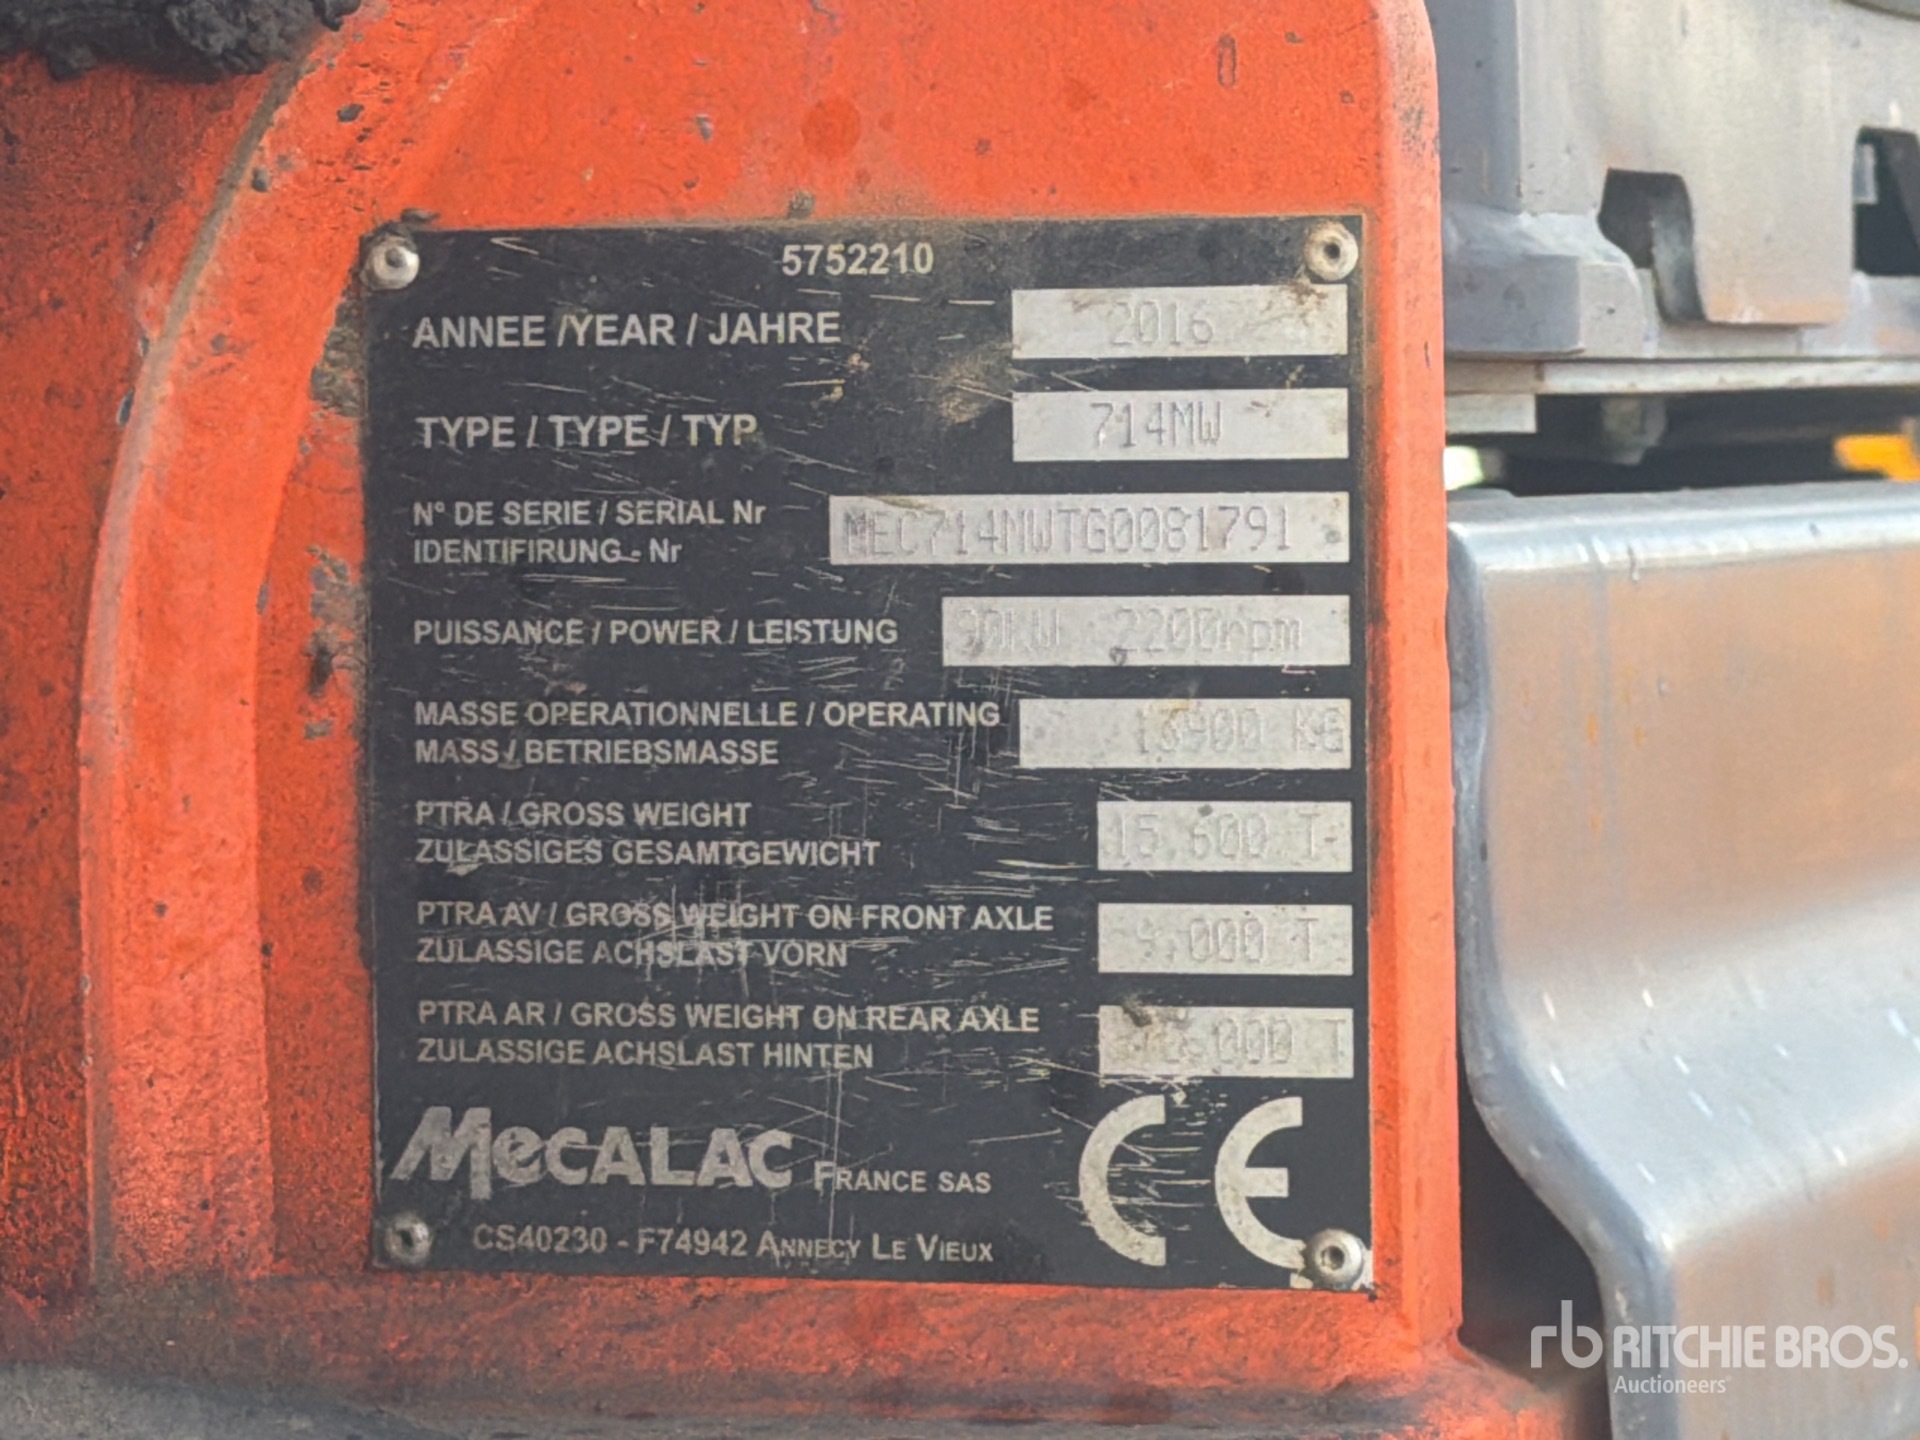 5752210
ANNEE /YEAR / JAHRE 2016
TYPE / TYPE / TYP 714MW
N° DE SERIE / SERIAL Nr
IDENTIFIRUNG - Nr
MEC714MWTG0081791
PUISSANCE / POWER / LEISTUNG 90KW 2200rpm
MASSE OPERATIONNELLE / OPERATING
MASS / BETRIEBSMASSE
13900 KG
PTRA / GROSS WEIGHT
ZULASSIGES GESAMTGEWICHT
15.600 T
PTRA AV / GROSS WEIGHT ON FRONT AXLE
ZULASSIGE ACHSLAST VORN
9.000 T
PTRA AR / GROSS WEIGHT ON REAR AXLE
ZULASSIGE ACHSLAST HINTEN
T
MECALAC FRANCE SAS
CE
CS40230 - F74942 ANNECY LE VIEUX
rb RITCHIE BROS.
Auctioneers